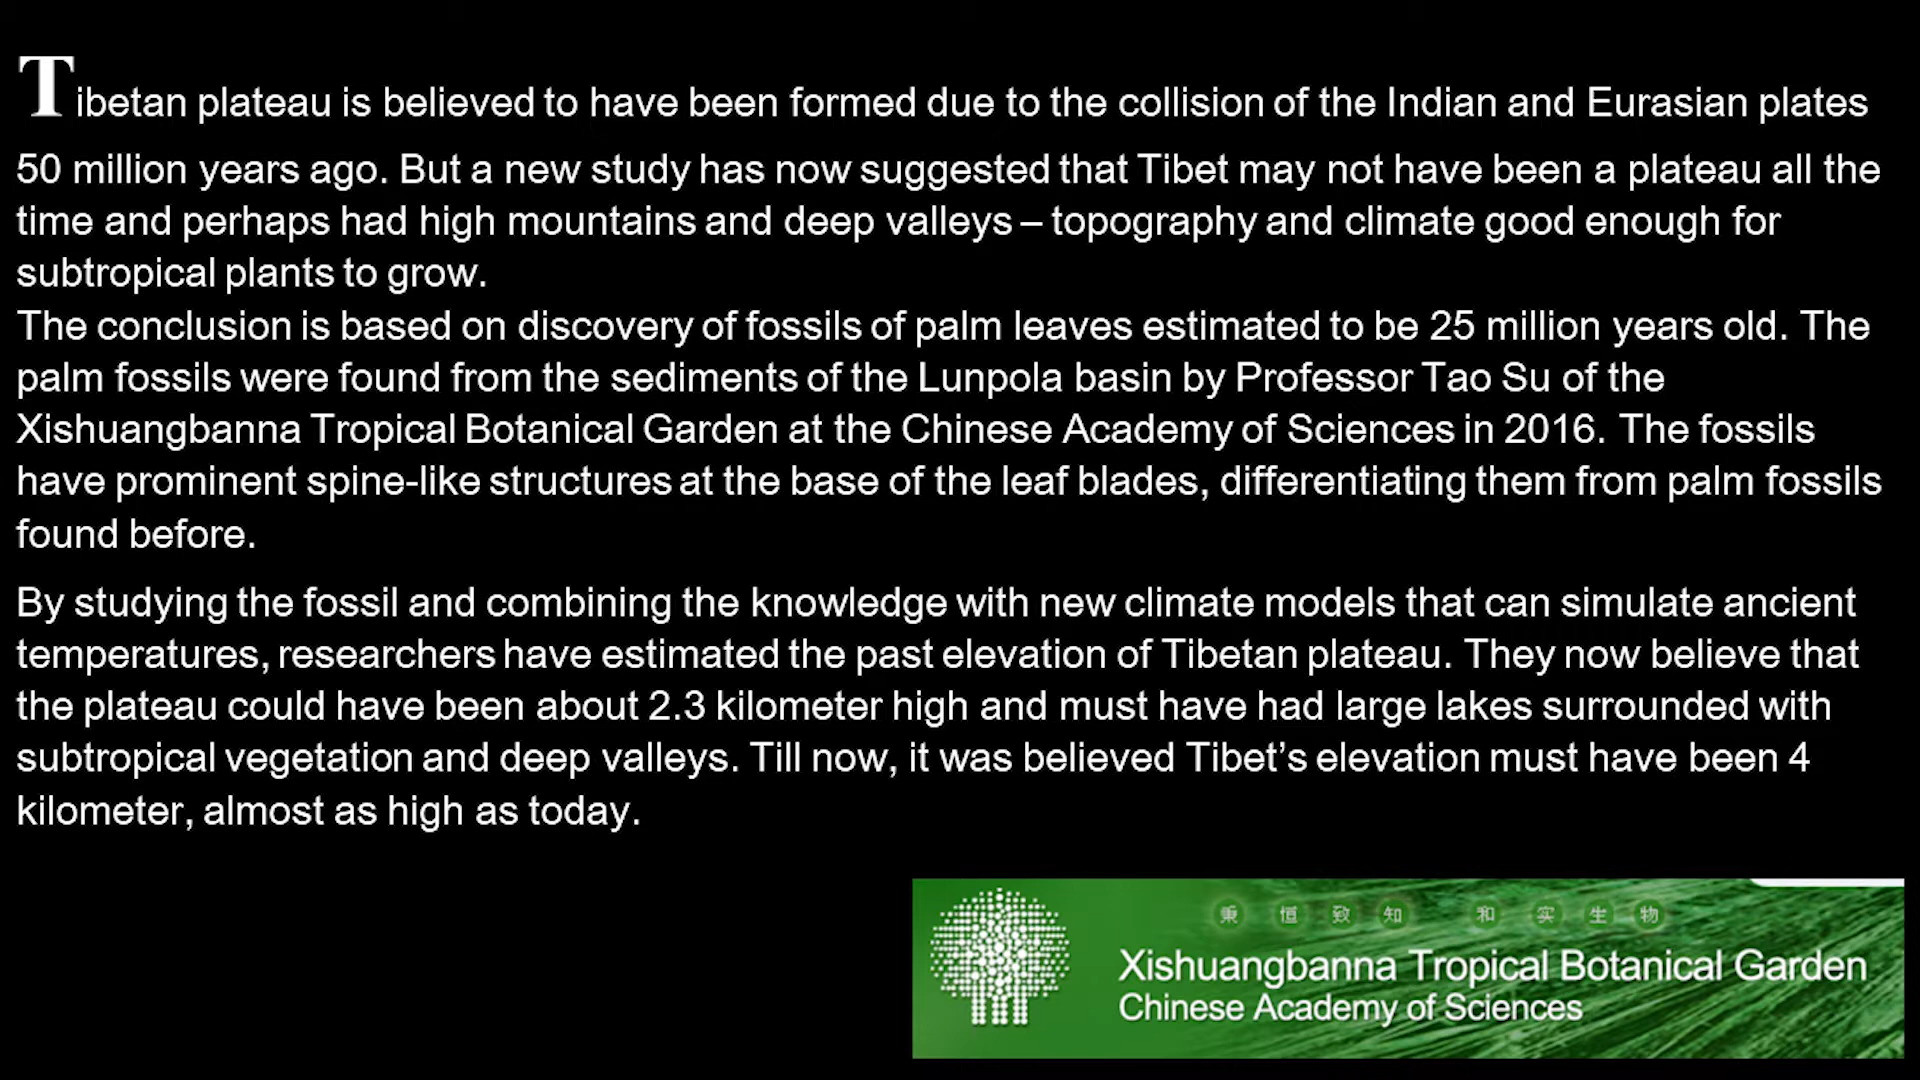 Tibetan plateau is believed to have been formed due to the collision of the Indian and Eurasian plates
50 million years ago. But a new study has now suggested that Tibet may not have been a plateau all the
time and perhaps had high mountains and deep valleys – topography and climate good enough for
subtropical plants to grow.
The conclusion is based on discovery of fossils of palm leaves estimated to be 25 million years old. The
palm fossils were found from the sediments of the Lunpola basin by Professor Tao Su of the
Xishuangbanna Tropical Botanical Garden at the Chinese Academy of Sciences in 2016. The fossils
have prominent spine-like structures at the base of the leaf blades, differentiating them from palm fossils
found before.
By studying the fossil and combining the knowledge with new climate models that can simulate ancient
temperatures, researchers have estimated the past elevation of Tibetan plateau. They now believe that
the plateau could have been about 2.3 kilometer high and must have had large lakes surrounded with
subtropical vegetation and deep valleys. Till now, it was believed Tibet’s elevation must have been 4
kilometer, almost as high as today.
秉 恒 致 知 和 实 生 物
Xishuangbanna Tropical Botanical Garden
Chinese Academy of Sciences